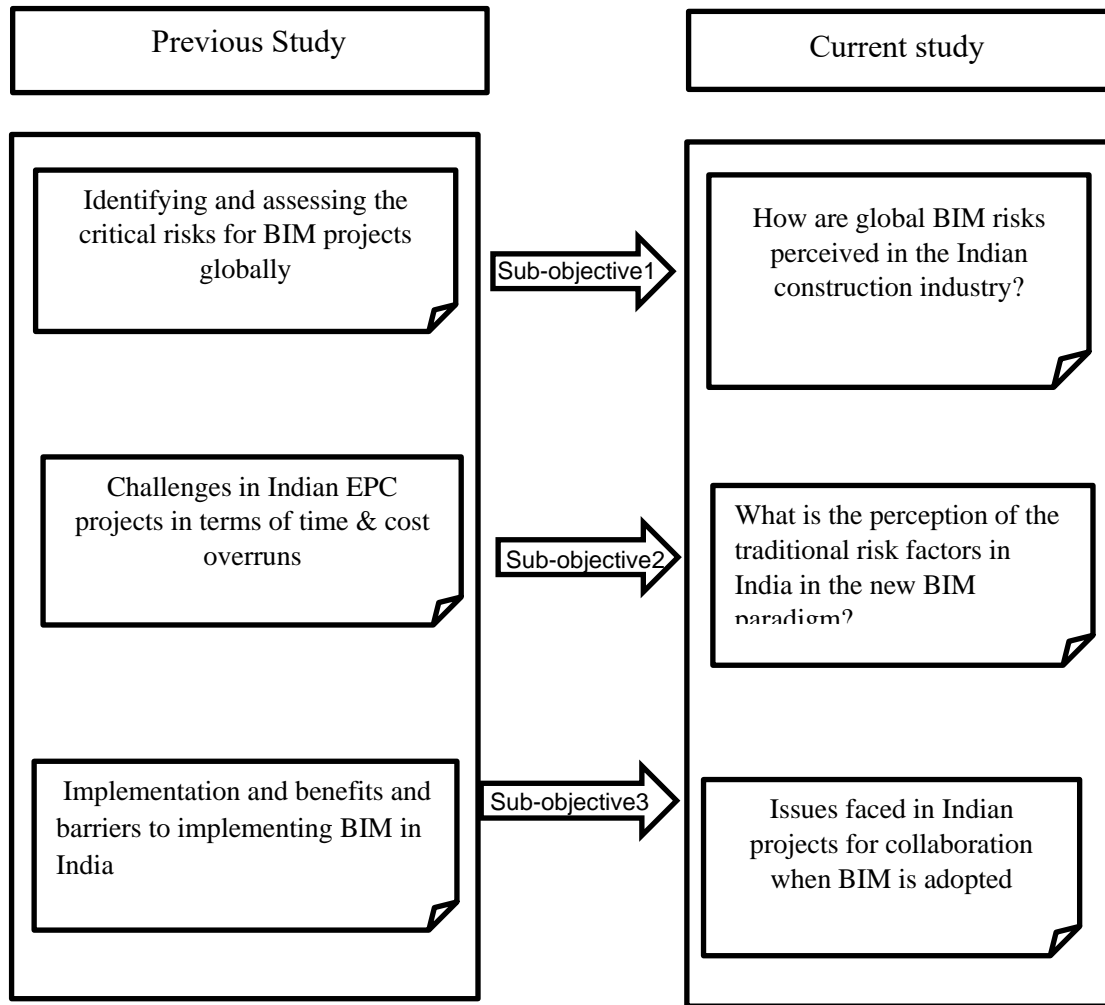 Previous Study
Current study
Identifying and assessing the
critical risks for BIM projects
globally
Sub-objective1
How are global BIM risks
perceived in the Indian
construction industry?
Challenges in Indian EPC
projects in terms of time & cost
overruns
Sub-objective2
What is the perception of the
traditional risk factors in
India in the new BIM
paradigm?
Implementation and benefits and
barriers to implementing BIM in
India
Sub-objective3
Issues faced in Indian
projects for collaboration
when BIM is adopted